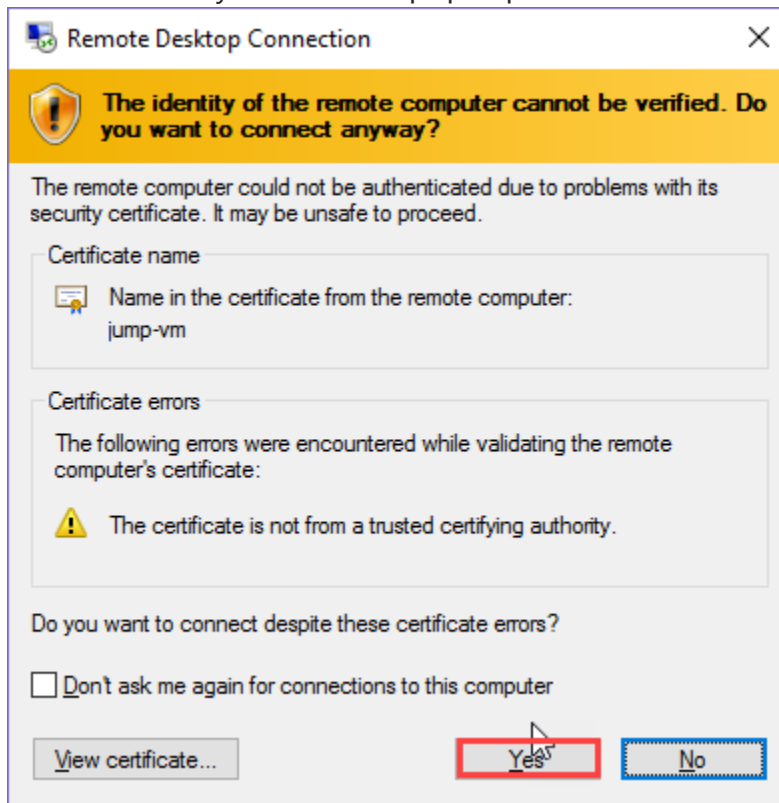 Remote Desktop Connection
The identity of the remote computer cannot be verified. Do
you want to connect anyway?
The remote computer could not be authenticated due to problems with its
security certificate. It may be unsafe to proceed.
Certificate name
Name in the certificate from the remote computer:
jump-vm
Certificate errors
The following errors were encountered while validating the remote
computer's certificate:
The certificate is not from a trusted certifying authority.
Do you want to connect despite these certificate errors?
Don't ask me again for connections to this computer
View certificate... Yes No